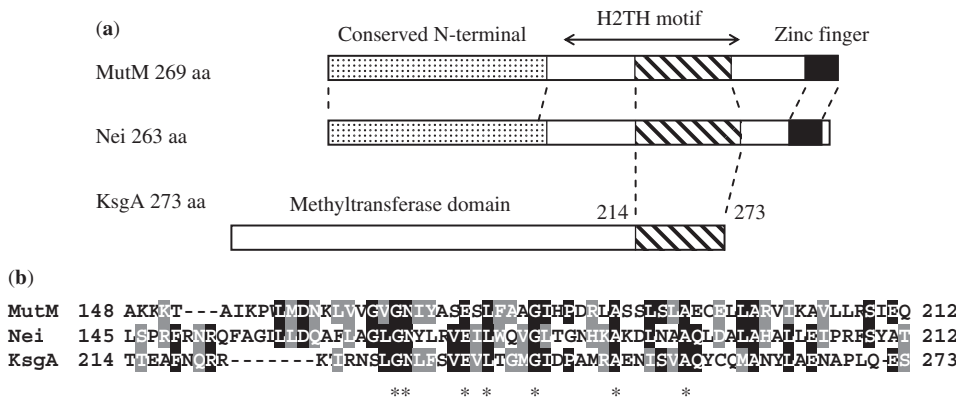 (a)
H2TH motif
Conserved N-terminal
Zinc finger
MutM 269 aa
Nei 263 aa
KsgA 273 aa
Methyltransferase domain
214
273
(b)
MutM 148 AKKKT---AIKPVLMDNKLVVGVGNIYASESLFAAGIHPDRLASSLSLAECELLARVIKAVLLRSIEQ 212
Nei 145 LSPRFRNRQFAGLLLDQAFLAGLGNYLRVEILWQVGLTGNHKAKDLNAAQLDALAHALLEIPRFSYAT 212
KsgA 214 TTEAFNQRR-------KTIRNSLGNLFSVEVLTGMGIDPAMRAENISVAQYCQMANYLAENAPLQ-ES 273
** * * * * *